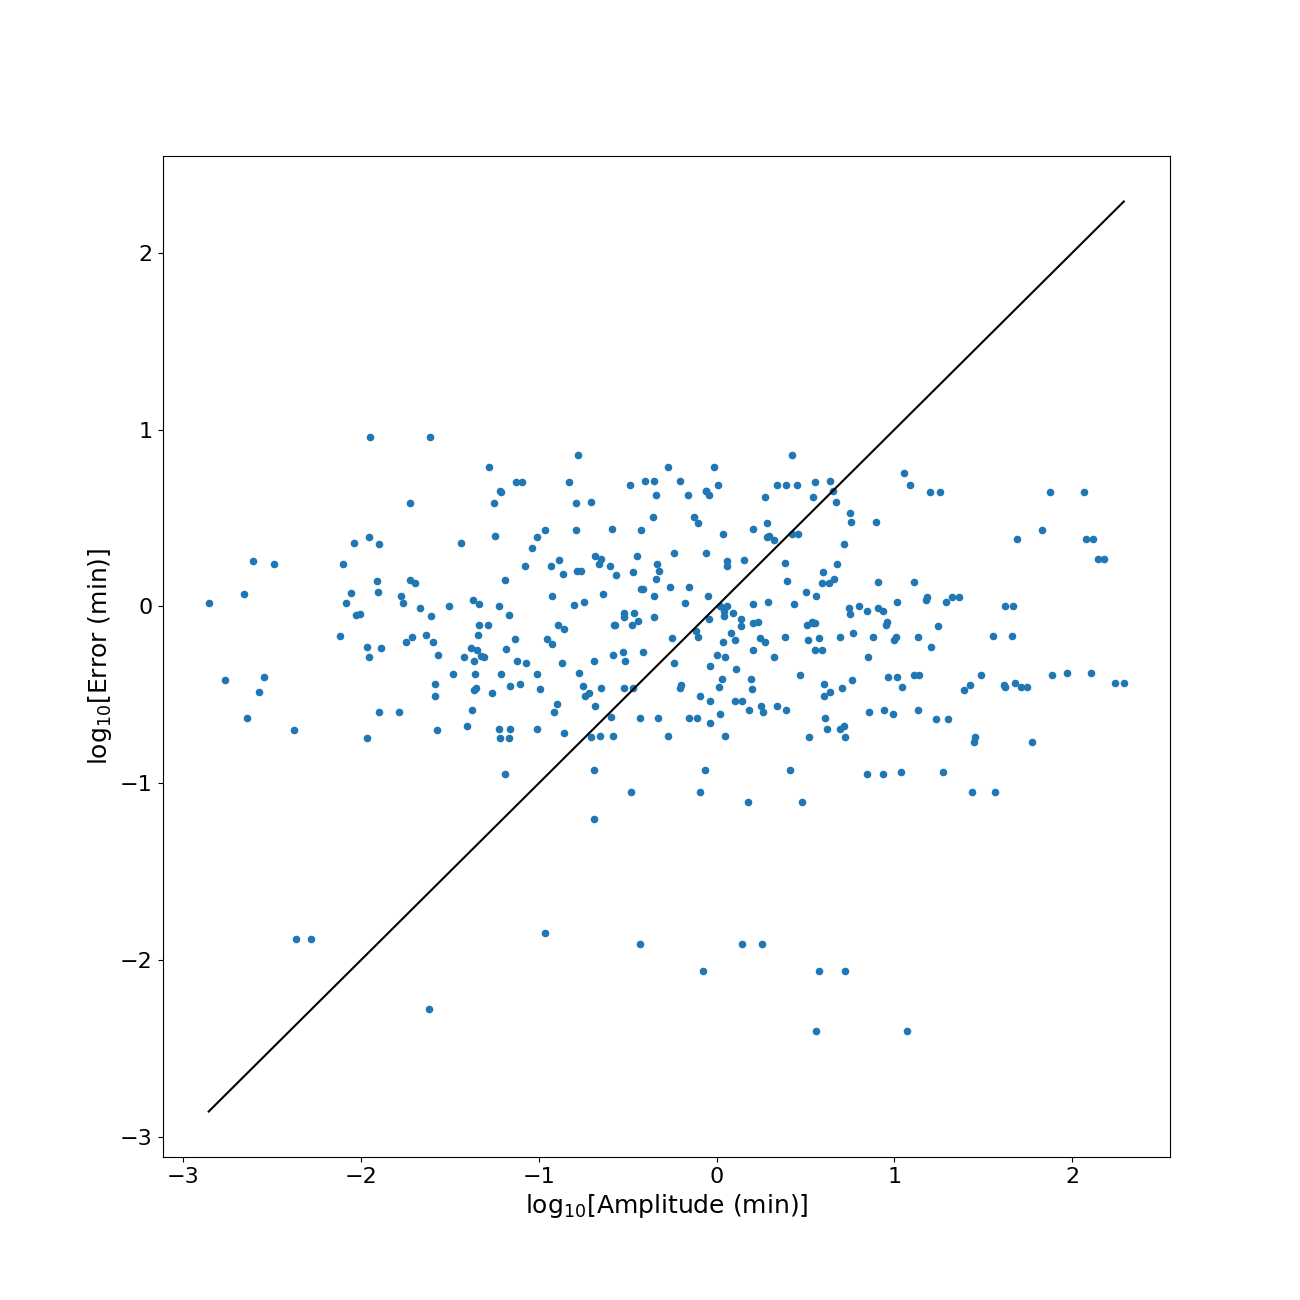 2
1
0
−1
−2
−3
log₁₀[Error (min)]
−3 −2 −1 0 1 2
log₁₀[Amplitude (min)]